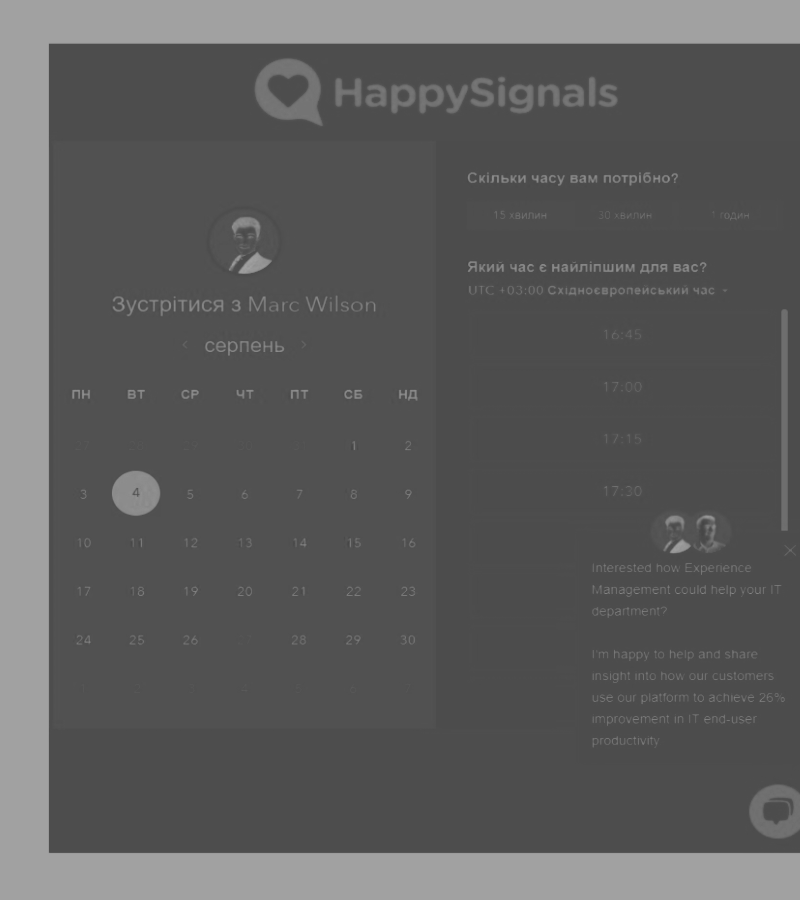 HappySignals
Зустрітися з Marc Wilson
серпень
ПН ВТ СР ЧТ ПТ СБ НД
1 2
3 4 5 6 7 8 9
10 11 12 13 14 15 16
17 18 19 20 21 22 23
24 25 26 28 29 30
Скільки часу вам потрібно?
15 хвилин 30 хвилин 1 годин
Який час є найліпшим для вас?
UTC +03:00 Східноєвропейський час
16:45
17:00
17:15
17:30
Interested how Experience
Management could help your IT
department?
I'm happy to help and share
insight into how our customers
use our platform to achieve 26%
improvement in IT end-user
productivity